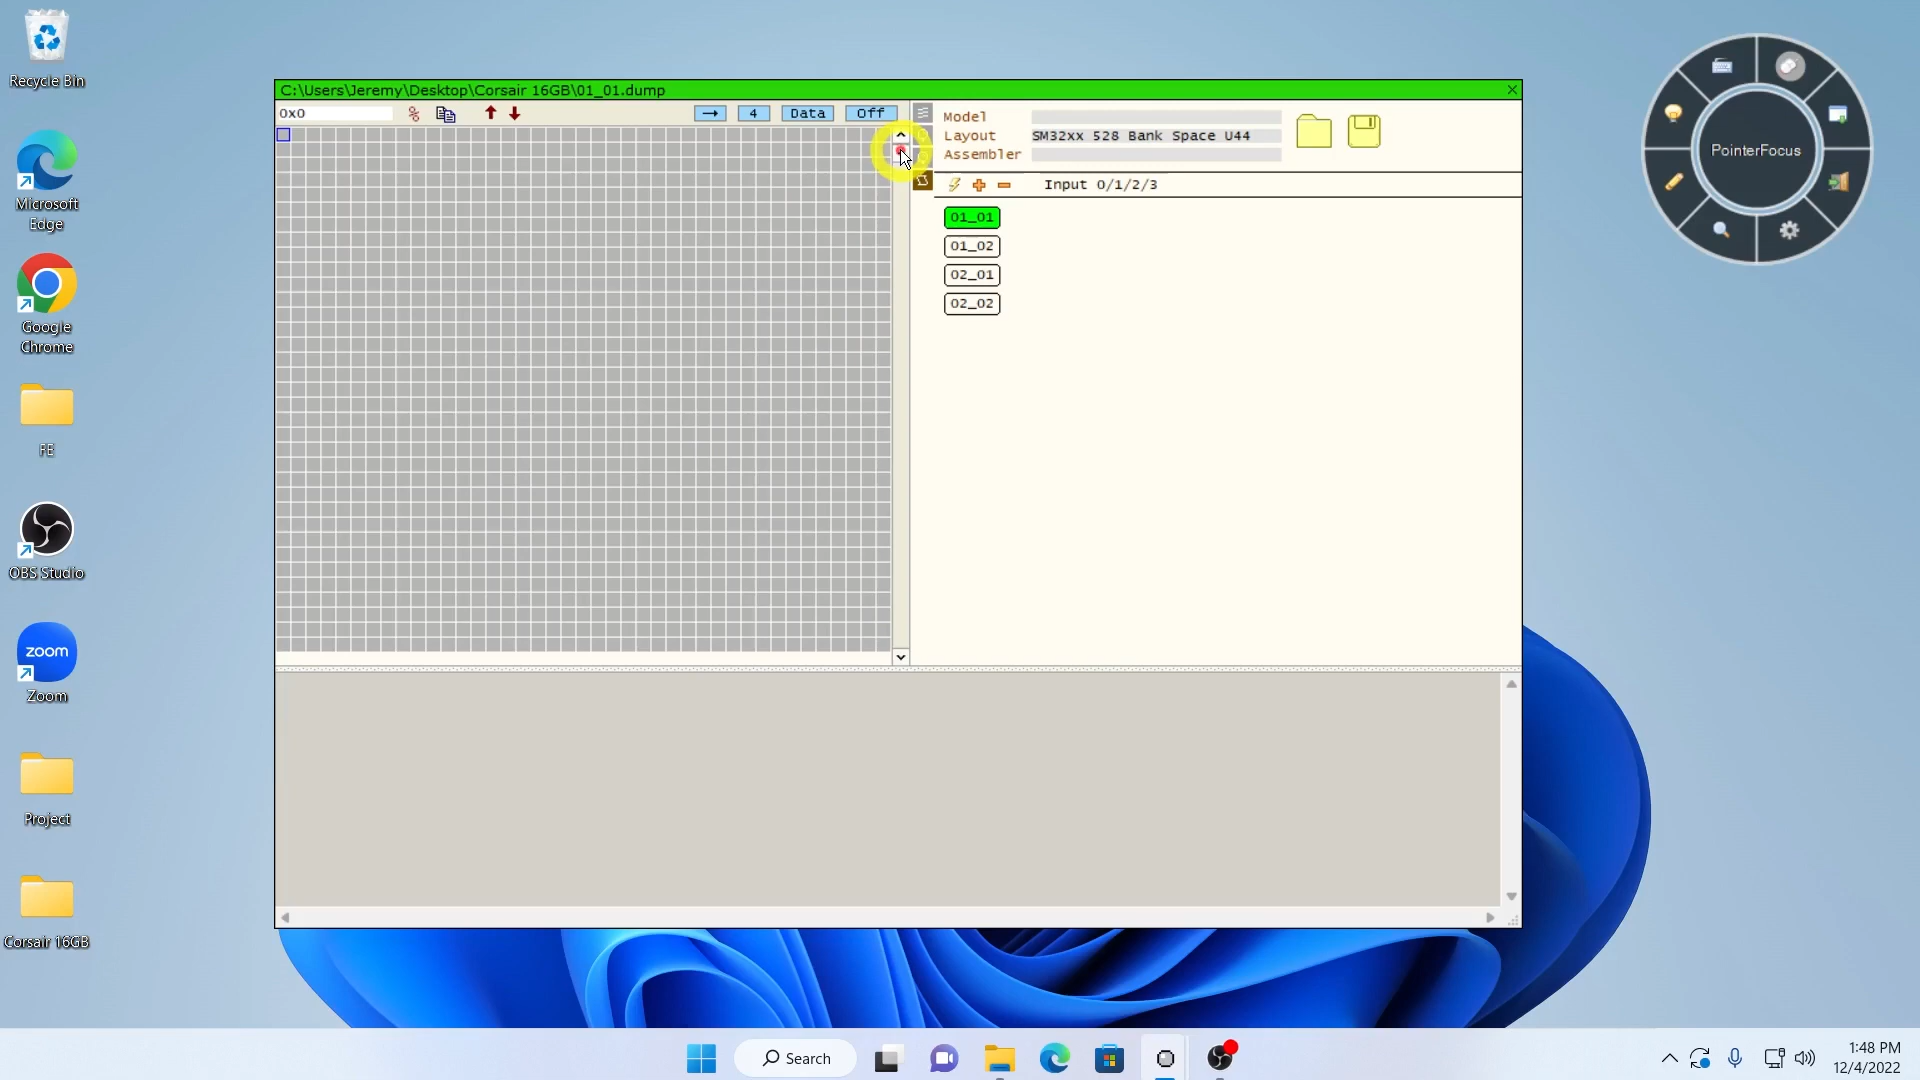 Recycle Bin
Microsoft
Edge
Google
Chrome
FE
OBS Studio
zoom
Zoom
Project
Corsair 16GB
C:\Users\Jeremy\Desktop\Corsair 16GB\01_01.dump
0x0
4
Data
Off
Model
Layout
SM32xx 528 Bank Space U44
Assembler
Input 0/1/2/3
01_01
01_02
02_01
02_02
PointerFocus
Search
1:48 PM
12/4/2022